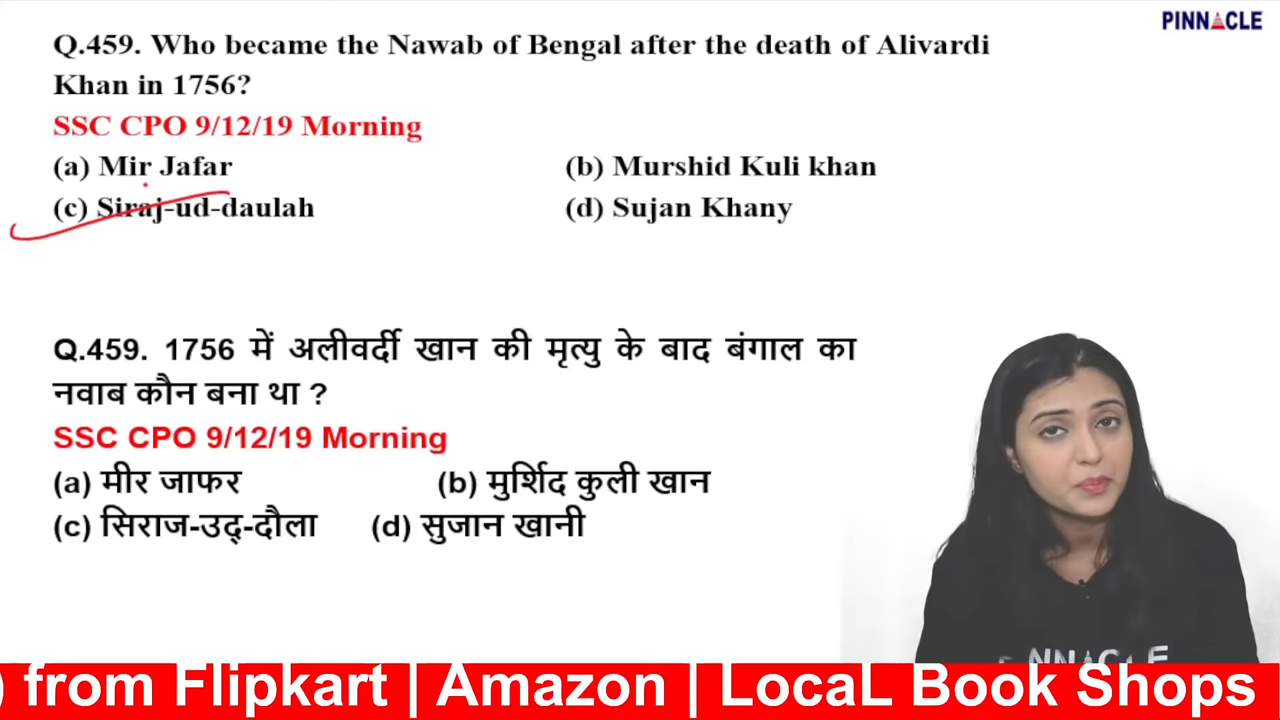 PINNACLE
Q.459. Who became the Nawab of Bengal after the death of Alivardi
Khan in 1756?
SSC CPO 9/12/19 Morning
(a) Mir Jafar (b) Murshid Kuli khan
(c) Siraj-ud-daulah (d) Sujan Khany
Q.459. 1756 में अलीवर्दी खान की मृत्यु के बाद बंगाल का
नवाब कौन बना था ?
SSC CPO 9/12/19 Morning
(a) मीर जाफर (b) मुर्शिद कुली खान
(c) सिराज-उद्-दौला (d) सुजान खानी
PINNACLE
) from Flipkart | Amazon | LocaL Book Shops |